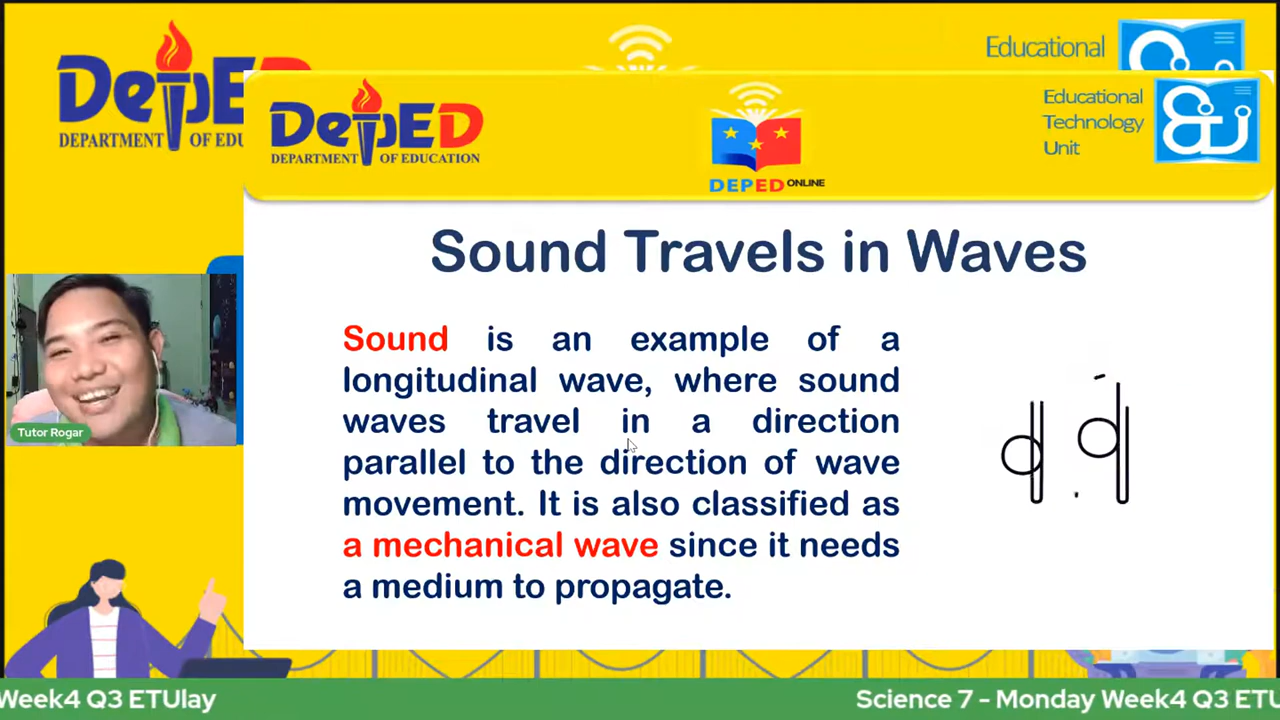 DepED
DEPARTMENT OF EDU
Educational
DepED
DEPARTMENT OF EDUCATION
DEPED ONLINE
Educational
Technology
Unit
Sound Travels in Waves
Sound is an example of a
longitudinal wave, where sound
waves travel in a direction
parallel to the direction of wave
movement. It is also classified as
a mechanical wave since it needs
a medium to propagate.
Tutor Rogar
Week4 Q3 ETUlay
Science 7 - Monday Week4 Q3 ETU